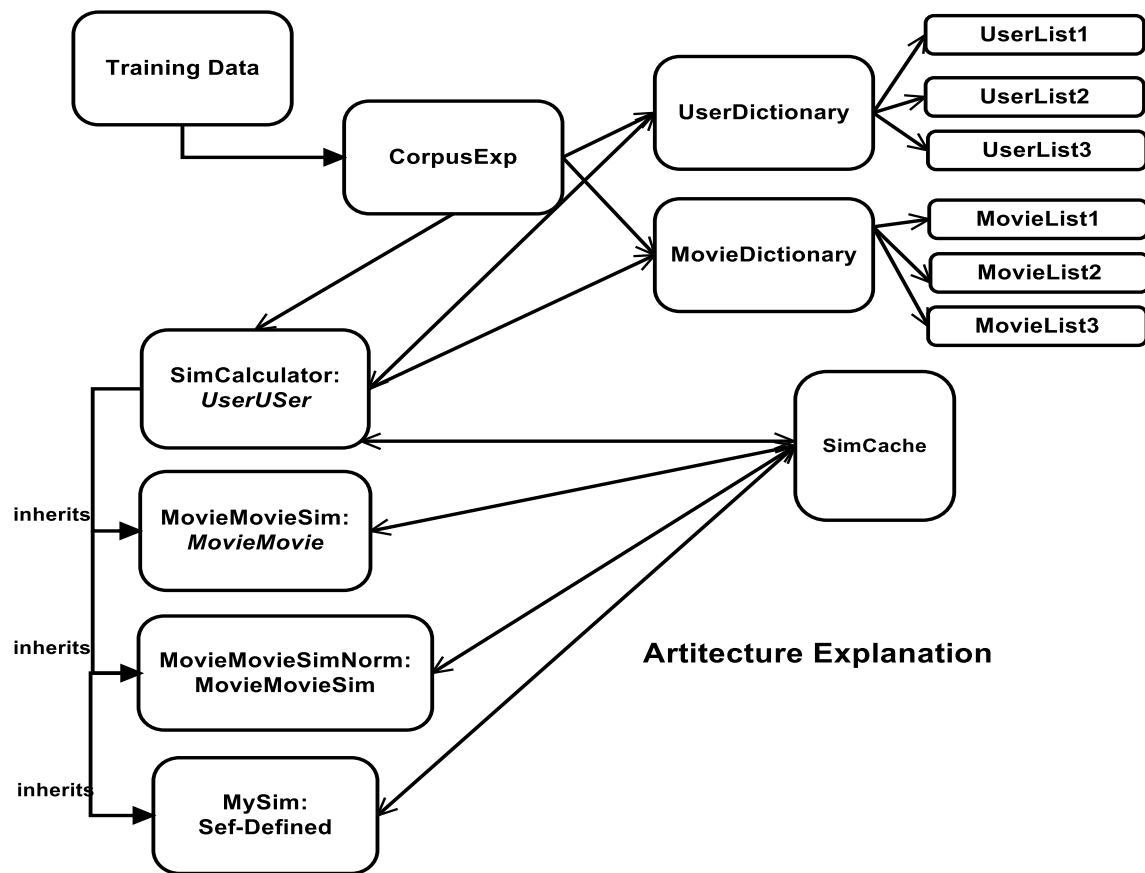 Training Data
CorpusExp
UserDictionary
UserList1
UserList2
UserList3
MovieDictionary
MovieList1
MovieList2
MovieList3
SimCalculator:
UserUSer
SimCache
inherits
MovieMovieSim:
MovieMovie
inherits
MovieMovieSimNorm:
MovieMovieSim
Artitecture Explanation
inherits
MySim:
Sef-Defined